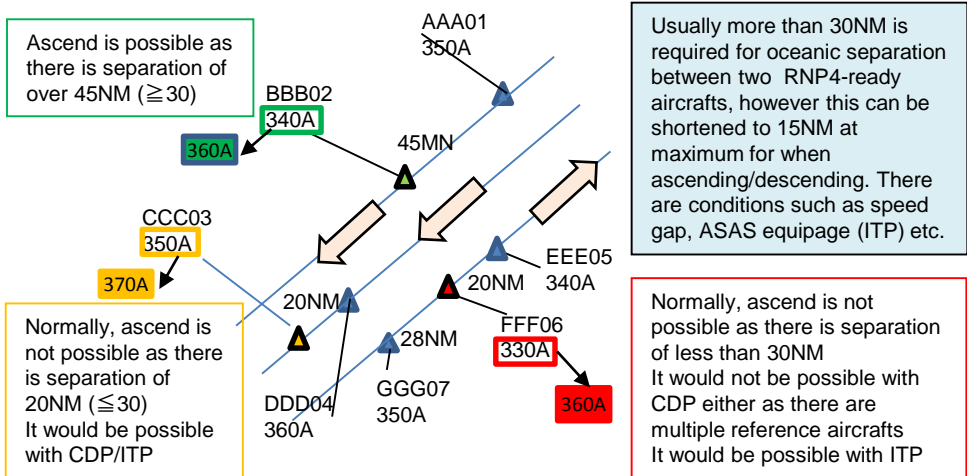 Ascend is possible as
there is separation of
over 45NM (≧30)
AAA01
350A
Usually more than 30NM is
required for oceanic separation
between two RNP4-ready
aircrafts, however this can be
shortened to 15NM at
maximum for when
ascending/descending. There
are conditions such as speed
gap, ASAS equipage (ITP) etc.
BBB02
340A
360A
45MN
CCC03
350A
370A
20NM
EEE05
340A
20NM
FFF06
330A
360A
28NM
DDD04
360A
GGG07
350A
Normally, ascend is
not possible as there
is separation of
20NM (≦30)
It would be possible
with CDP/ITP
Normally, ascend is not
possible as there is separation
of less than 30NM
It would not be possible with
CDP either as there are
multiple reference aircrafts
It would be possible with ITP